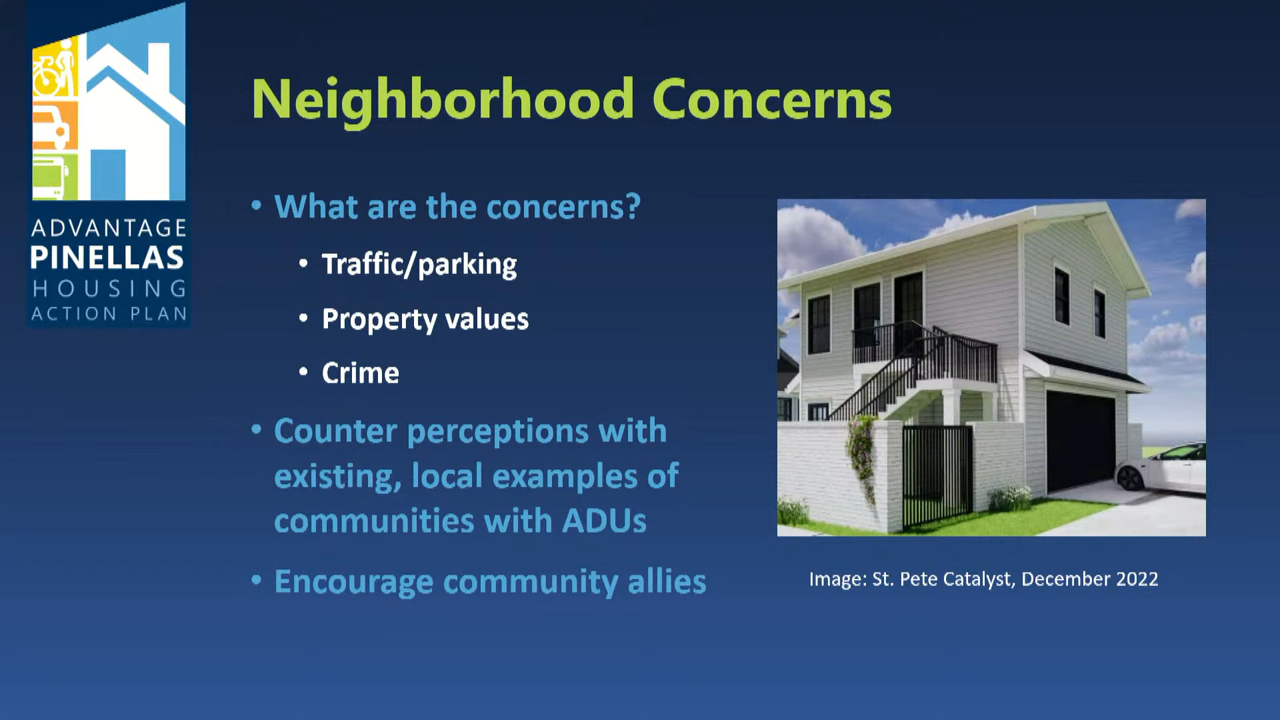 ADVANTAGE
PINELLAS
HOUSING
ACTION PLAN
Neighborhood Concerns
• What are the concerns?
• Traffic/parking
• Property values
• Crime
• Counter perceptions with
existing, local examples of
communities with ADUs
• Encourage community allies
Image: St. Pete Catalyst, December 2022